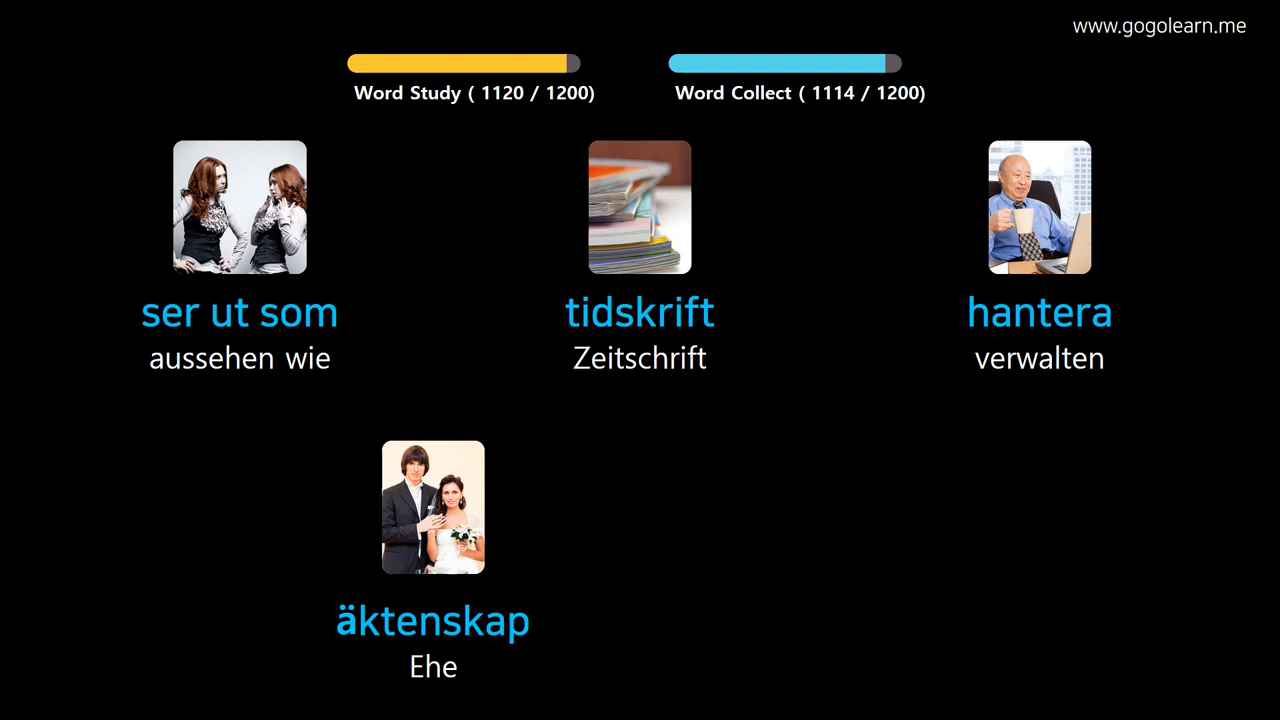 www.gogolearn.me
Word Study ( 1120 / 1200)
Word Collect ( 1114 / 1200)
ser ut som
aussehen wie
tidskrift
Zeitschrift
hantera
verwalten
äktenskap
Ehe